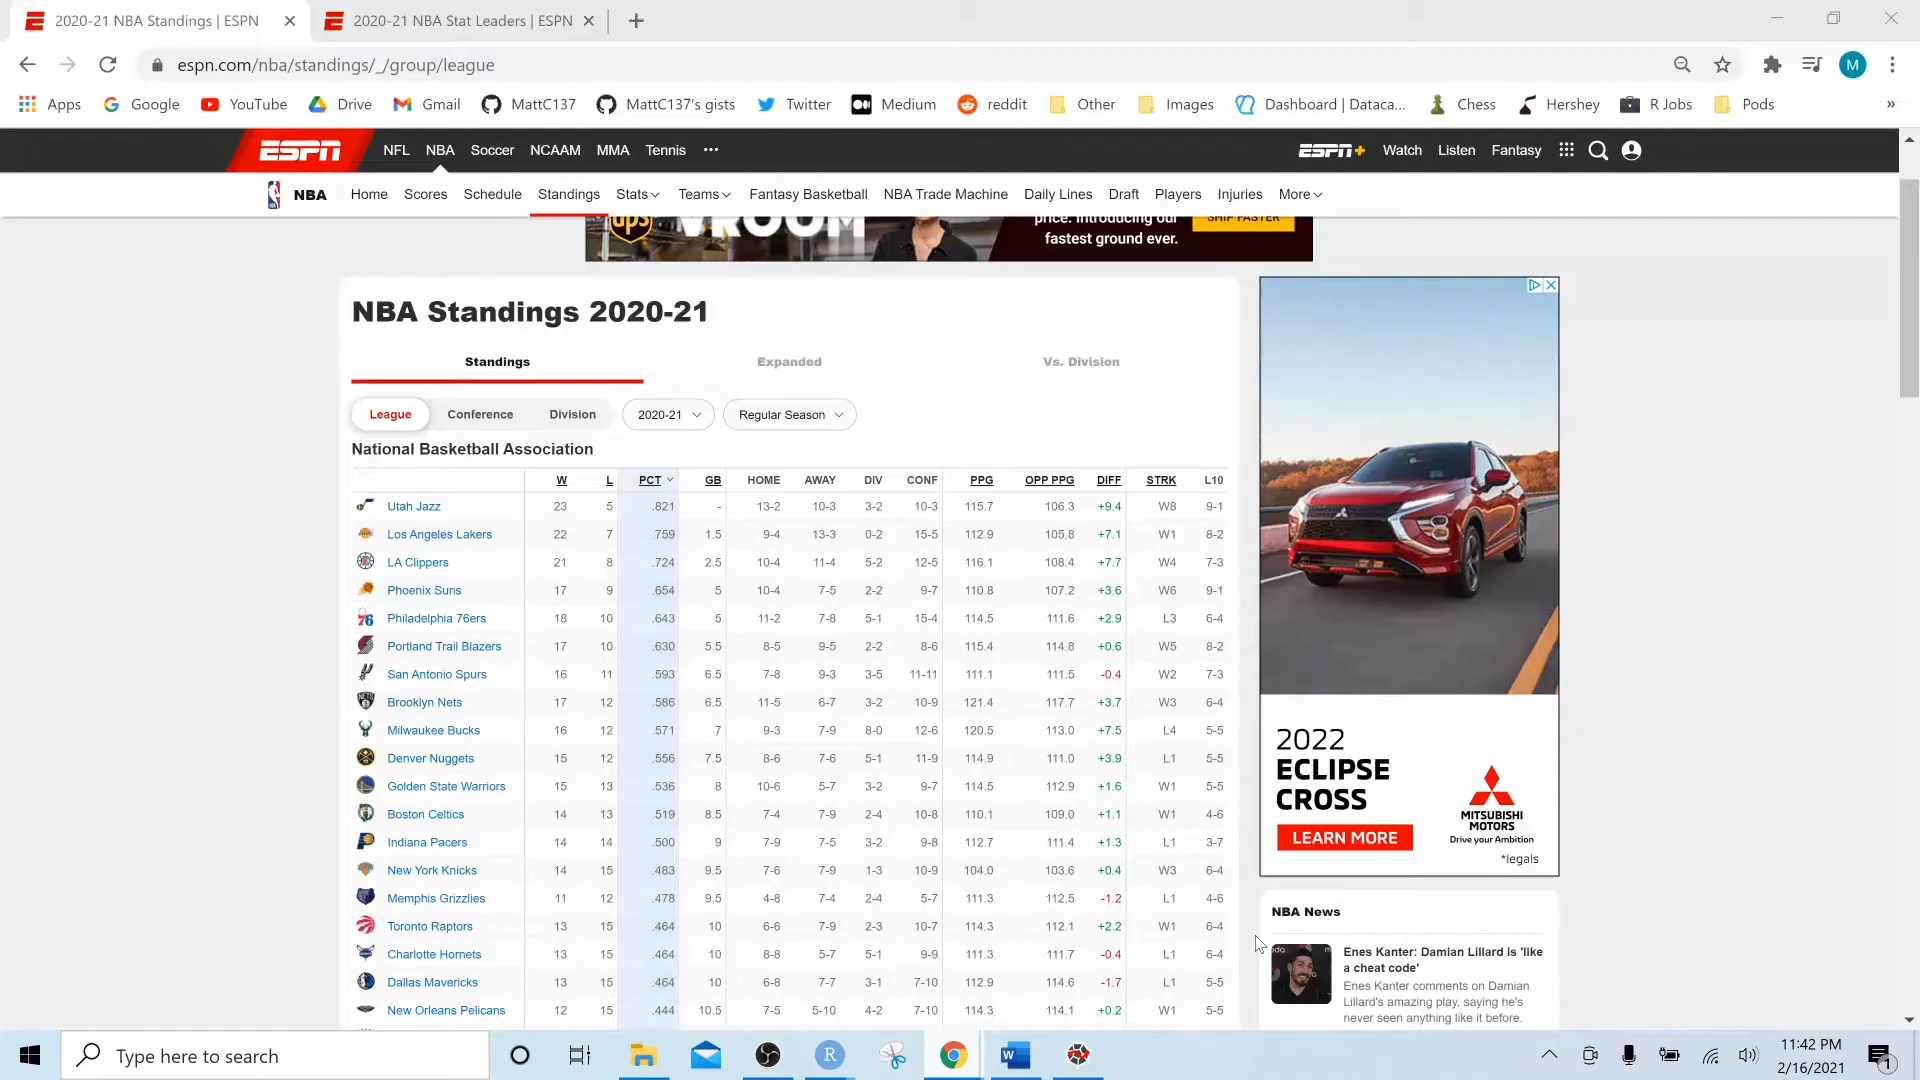 2020-21 NBA Standings | ESPN
2020-21 NBA Stat Leaders | ESPN
espn.com/nba/standings/_/group/league
M
Apps Google YouTube Drive Gmail MattC137 MattC137's gists Twitter Medium reddit Other Images Dashboard | Dataca... Chess Hershey R Jobs Pods »
ESPN NFL NBA Soccer NCAAM MMA Tennis ESPN+ Watch Listen Fantasy
NBA Home Scores Schedule Standings Stats Teams Fantasy Basketball NBA Trade Machine Daily Lines Draft Players Injuries More
ups VROOM price. Introducing our SHIP FASTER
fastest ground ever.
NBA Standings 2020-21
Standings Expanded Vs. Division
League Conference Division 2020-21 Regular Season
National Basketball Association
W L PCT GB HOME AWAY DIV CONF PPG OPP PPG DIFF STRK L10
Utah Jazz 23 5 .821 - 13-2 10-3 3-2 10-3 115.7 106.3 +9.4 W8 9-1
Los Angeles Lakers 22 7 .759 1.5 9-4 13-3 0-2 15-5 112.9 105.8 +7.1 W1 8-2
LA Clippers 21 8 .724 2.5 10-4 11-4 5-2 12-5 116.1 108.4 +7.7 W4 7-3
Phoenix Suns 17 9 .654 5 10-4 7-5 2-2 9-7 110.8 107.2 +3.6 W6 9-1
76 Philadelphia 76ers 18 10 .643 5 11-2 7-8 5-1 15-4 114.5 111.6 +2.9 L3 6-4
Portland Trail Blazers 17 10 .630 5.5 8-5 9-5 2-2 8-6 115.4 114.8 +0.6 W5 8-2
San Antonio Spurs 16 11 .593 6.5 7-8 9-3 3-5 11-11 111.1 111.5 -0.4 W2 7-3
Brooklyn Nets 17 12 .586 6.5 11-5 6-7 3-2 10-9 121.4 117.7 +3.7 W3 6-4
Milwaukee Bucks 16 12 .571 7 9-3 7-9 8-0 12-6 120.5 113.0 +7.5 L4 5-5
Denver Nuggets 15 12 .556 7.5 8-6 7-6 5-1 11-9 114.9 111.0 +3.9 L1 5-5
Golden State Warriors 15 13 .536 8 10-6 5-7 3-2 9-7 114.5 112.9 +1.6 W1 5-5
Boston Celtics 14 13 .519 8.5 7-4 7-9 2-4 10-8 110.1 109.0 +1.1 W1 4-6
Indiana Pacers 14 14 .500 9 7-9 7-5 3-2 9-8 112.7 111.4 +1.3 L1 3-7
New York Knicks 14 15 .483 9.5 7-6 7-9 1-3 10-9 104.0 103.6 +0.4 W3 6-4
Memphis Grizzlies 11 12 .478 9.5 4-8 7-4 2-4 5-7 111.3 112.5 -1.2 L1 4-6
Toronto Raptors 13 15 .464 10 6-6 7-9 2-3 10-7 114.3 112.1 +2.2 W1 6-4
Charlotte Hornets 13 15 .464 10 8-8 5-7 5-1 9-9 111.3 111.7 -0.4 L1 6-4
Dallas Mavericks 13 15 .464 10 6-8 7-7 3-1 7-10 112.9 114.6 -1.7 L1 5-5
New Orleans Pelicans 12 15 .444 10.5 7-5 5-10 4-2 7-10 114.3 114.1 +0.2 W1 5-5
2022
ECLIPSE
CROSS
LEARN MORE
MITSUBISHI
MOTORS
Drive your Ambition
*legals
NBA News
Enes Kanter: Damian Lillard is 'like
a cheat code'
Enes Kanter comments on Damian
Lillard's amazing play, saying he's
never seen anything like it before.
Type here to search
R
W
11:42 PM
2/16/2021
1